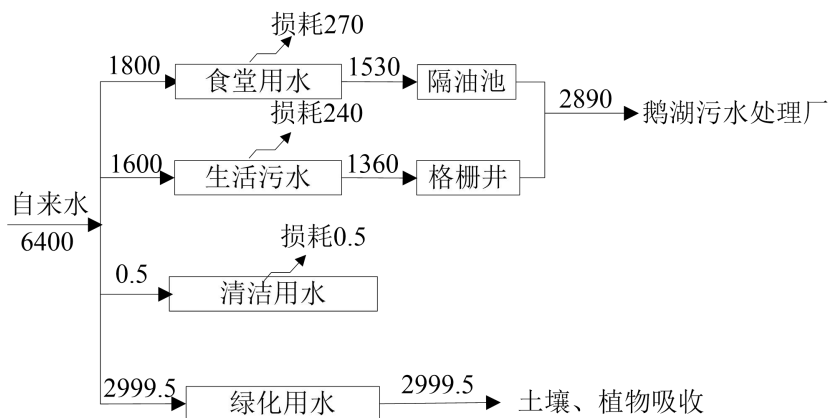 损耗270
1800
食堂用水
1530
隔油池
损耗240
2890
鹅湖污水处理厂
1600
生活污水
1360
格栅井
自来水
6400
损耗0.5
0.5
清洁用水
2999.5
绿化用水
2999.5
土壤、植物吸收